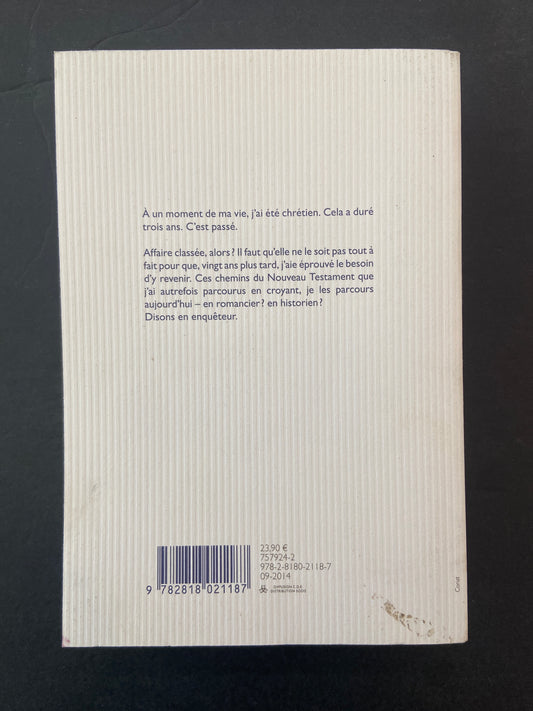 À un moment de ma vie, j'ai été chrétien. Cela a duré
trois ans. C'est passé.
Affaire classée, alors ? Il faut qu'elle ne le soit pas tout à
fait pour que, vingt ans plus tard, j'aie éprouvé le besoin
d'y revenir. Ces chemins du Nouveau Testament que
j'ai autrefois parcourus en croyant, je les parcours
aujourd'hui – en romancier ? en historien ?
Disons en enquêteur.
23,90 €
757924-2
978-2-8180-2118-7
09-2014
DIFFUSION C.D.E.
DISTRIBUTION SODIS
9 782818 021187